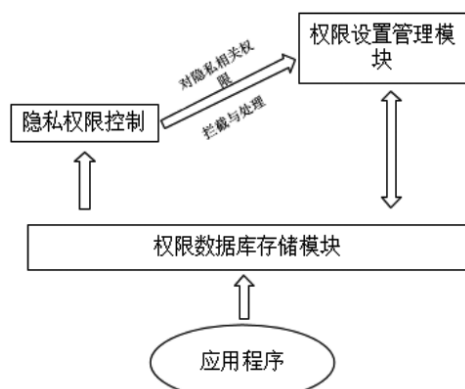 权限设置管理模
块
对隐私相关权
限
拦截与处理
隐私权限控制
权限数据库存储模块
应用程序